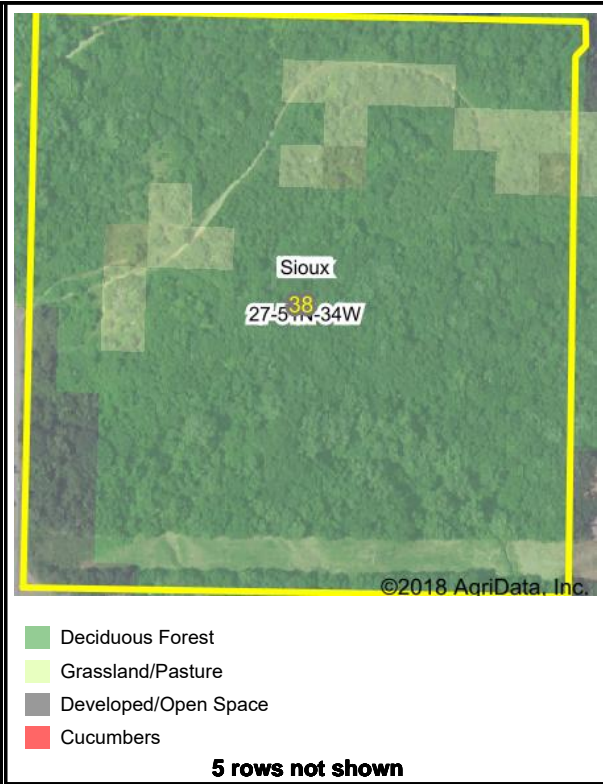 Sioux
38
27-51N-34W
©2018 AgriData, Inc.
Deciduous Forest
Grassland/Pasture
Developed/Open Space
Cucumbers
5 rows not shown